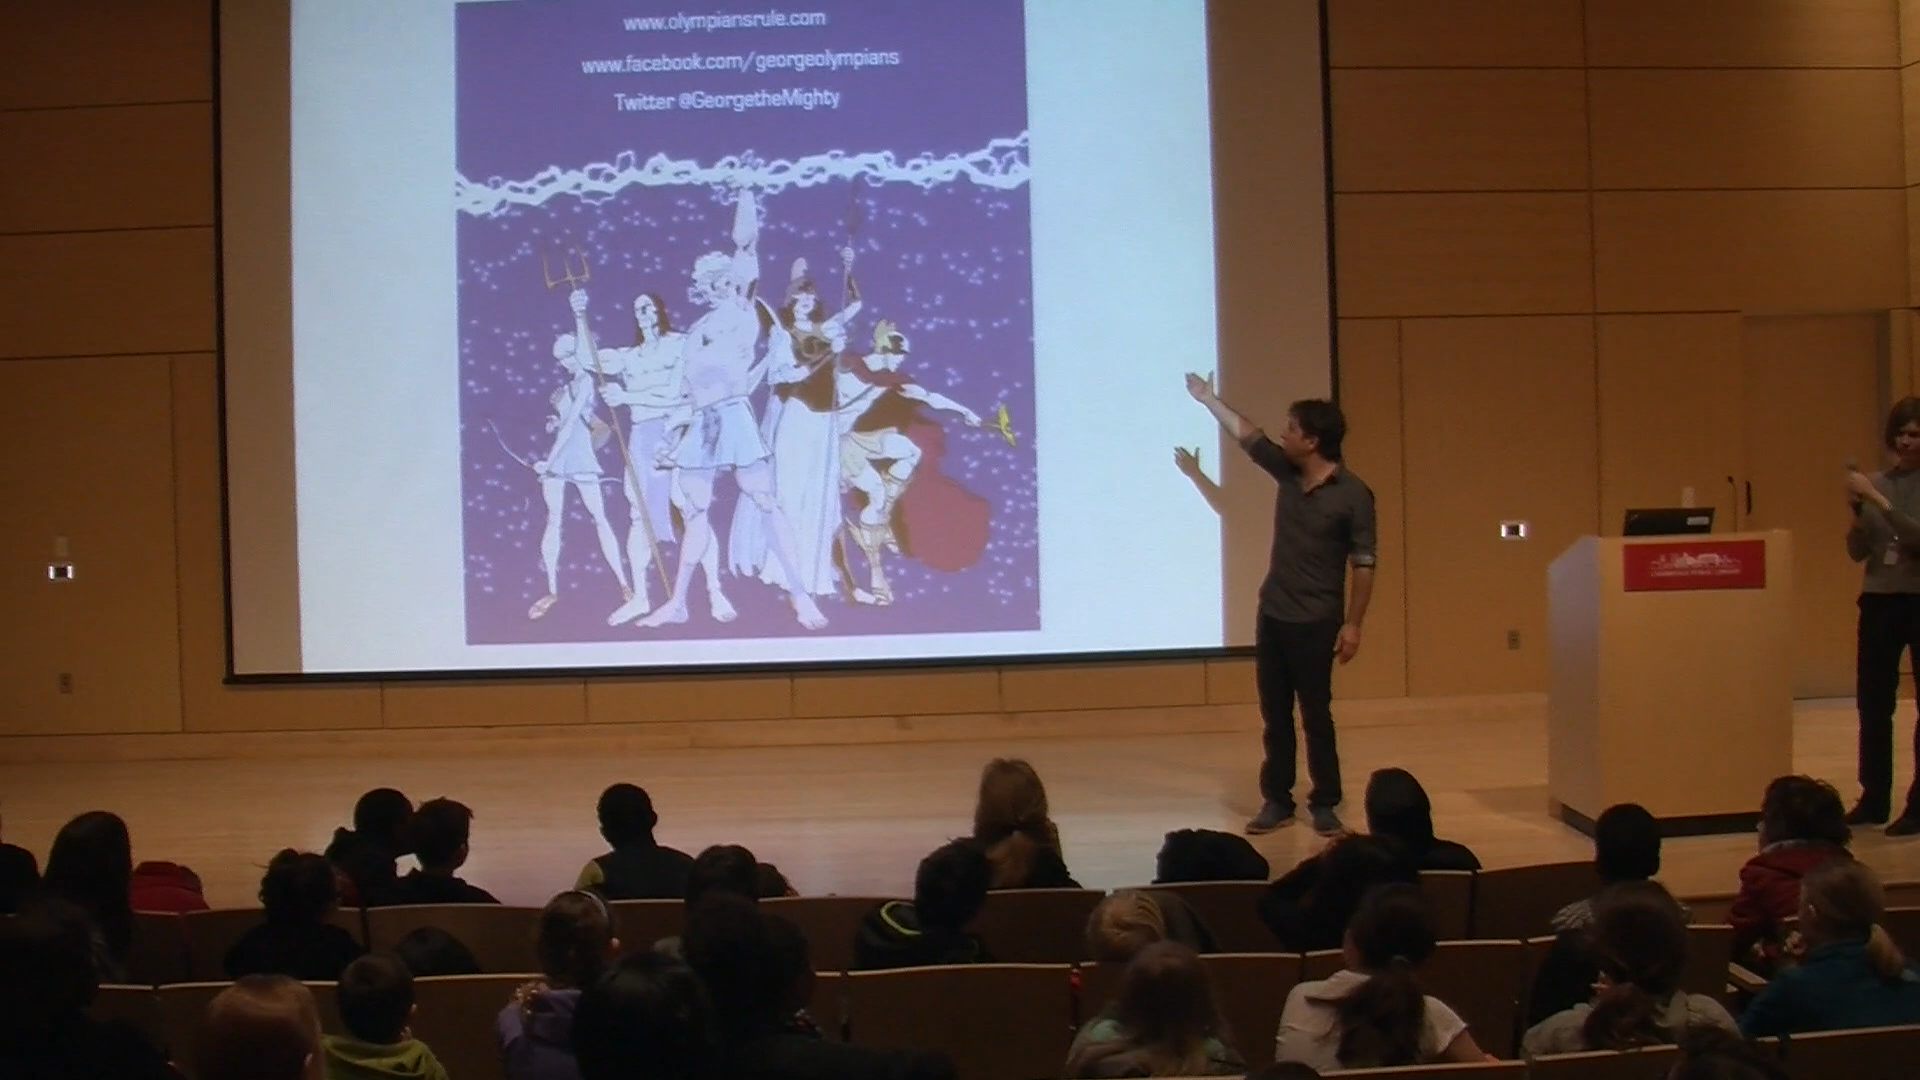 www.olympiansrule.com
www.facebook.com/georgeolympians
Twitter @GeorgetheMighty